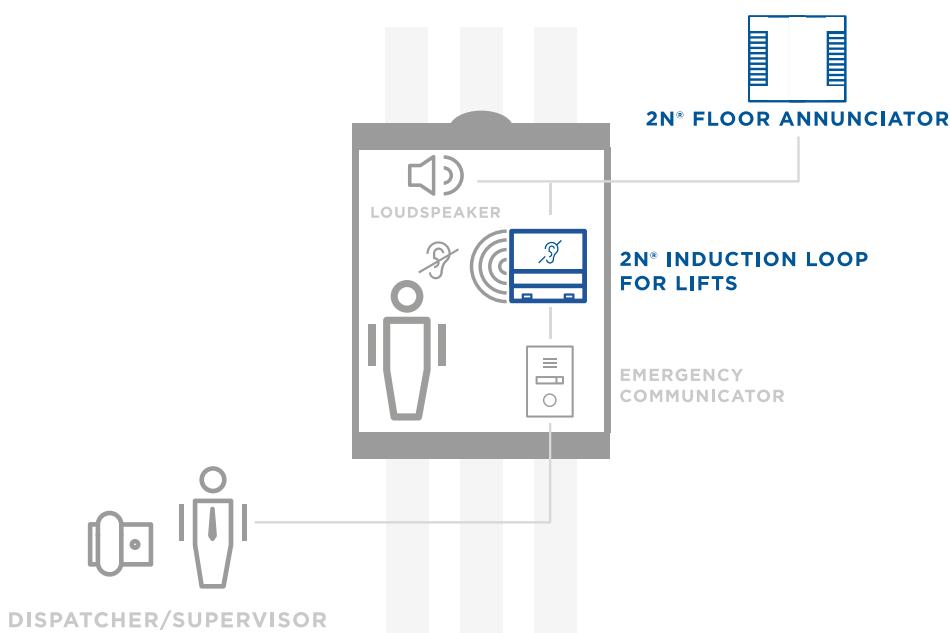 2N® FLOOR ANNUNCIATOR
LOUDSPEAKER
2N® INDUCTION LOOP
FOR LIFTS
EMERGENCY
COMMUNICATOR
DISPATCHER/SUPERVISOR